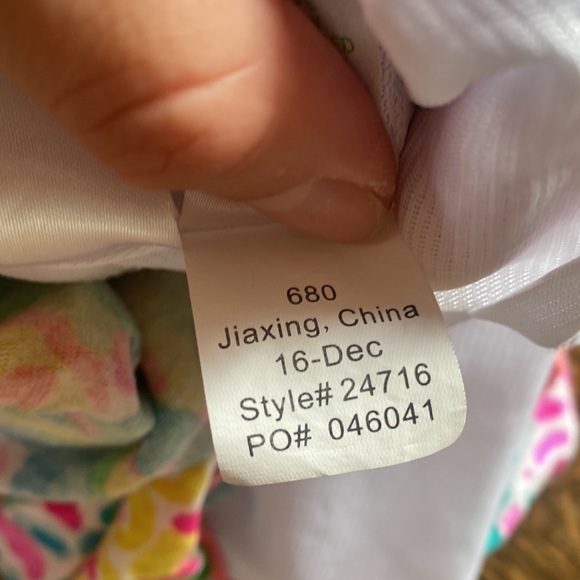 680
Jiaxing, China
16-Dec
Style# 24716
PO# 046041